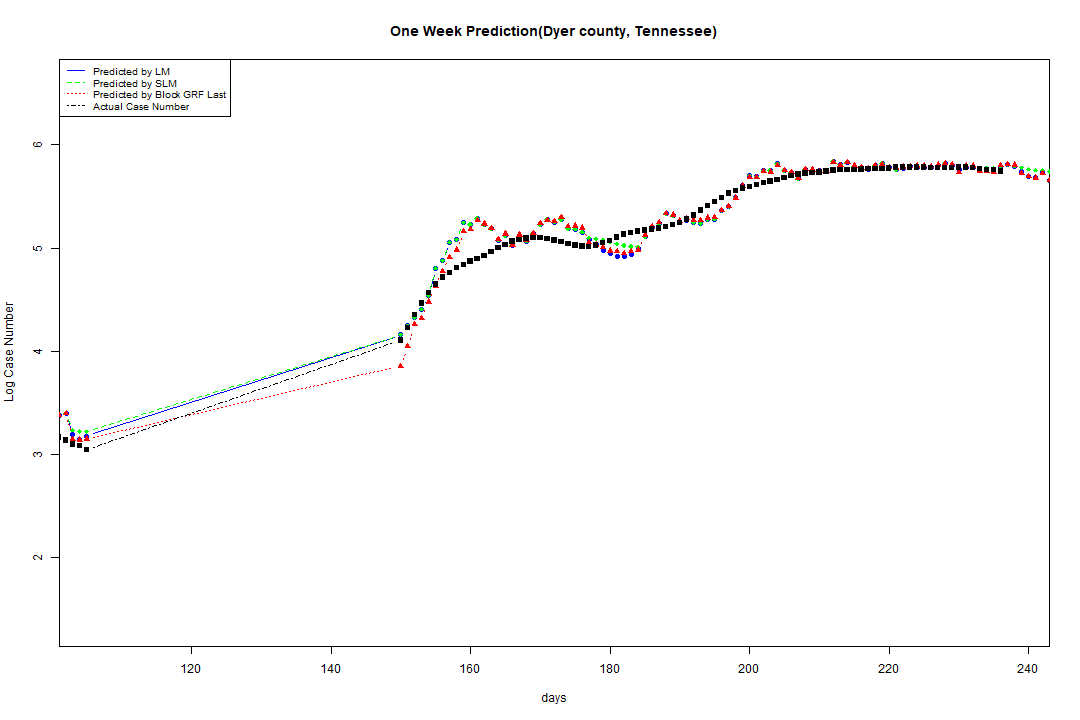 One Week Prediction(Dyer county, Tennessee)
Predicted by LM
Predicted by SLM
Predicted by Block GRF Last
Actual Case Number
6
5
4
3
2
Log Case Number
120 140 160 180 200 220 240
days